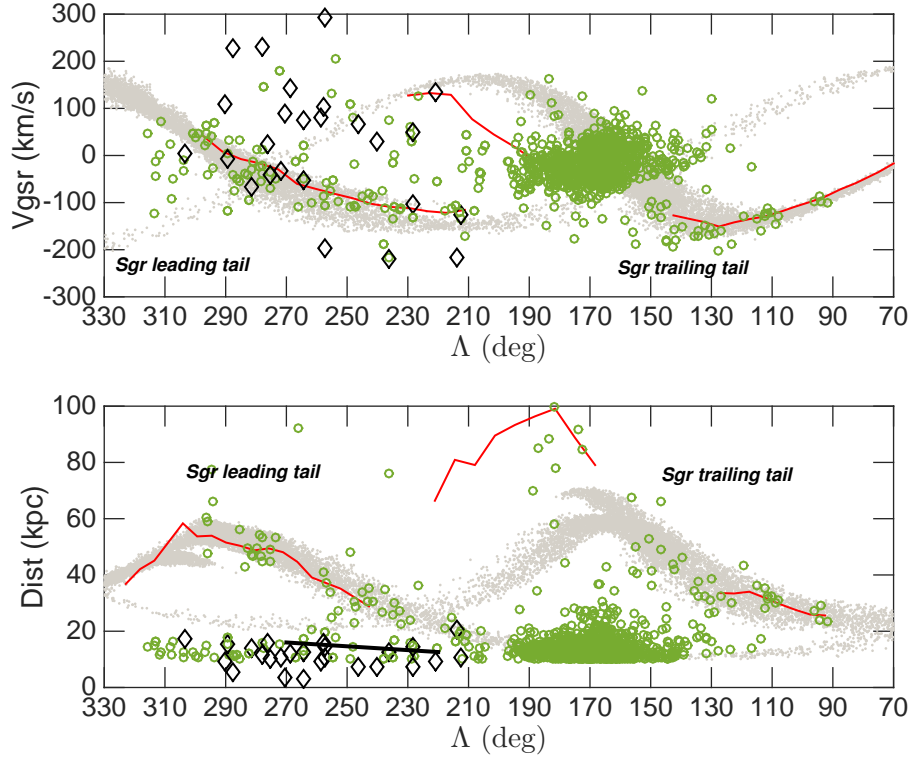 300
200
100
0
-100
-200
-300
Vgsr (km/s)
Sgr leading tail
Sgr trailing tail
330 310 290 270 250 230 210 190 170 150 130 110 90 70
Λ (deg)
100
80
60
40
20
0
Dist (kpc)
Sgr leading tail
Sgr trailing tail
330 310 290 270 250 230 210 190 170 150 130 110 90 70
Λ (deg)